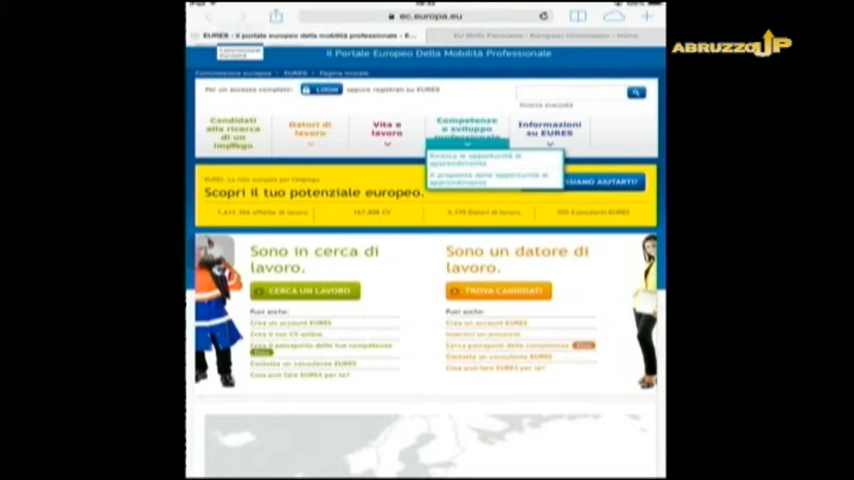 ec.europa.eu
EURES - Il portale europeo della mobilità professionale - E...
ABRUZZO UP
Il Portale Europeo Della Mobilità Professionale
Commissione europea > EURES > Pagina iniziale
Per un accesso completo: LOGIN oppure registrati su EURES
Ricerca avanzata
Candidati alla ricerca di un impiego
Datori di lavoro
Vita e lavoro
Competenze o sviluppo professionale
Informazioni su EURES
Ricerca le opportunità di apprendimento
A proposito delle opportunità di apprendimento
EURES. La rete europea per l'impiego
Scopri il tuo potenziale europeo.
SIAMO AIUTARTI!
offerte di lavoro
CV
Datori di lavoro
Consulenti EURES
Sono in cerca di lavoro.
CERCA UN LAVORO
Puoi anche:
Crea un account EURES
Crea il tuo CV online
Crea il passaporto delle tue competenze
Contatta un consulente EURES
Cosa può fare EURES per te?
Sono un datore di lavoro.
TROVA CANDIDATI
Puoi anche:
Crea un account EURES
Inserisci un annuncio
Cerca passaporti delle competenze
Contatta un consulente EURES
Cosa può fare EURES per te?